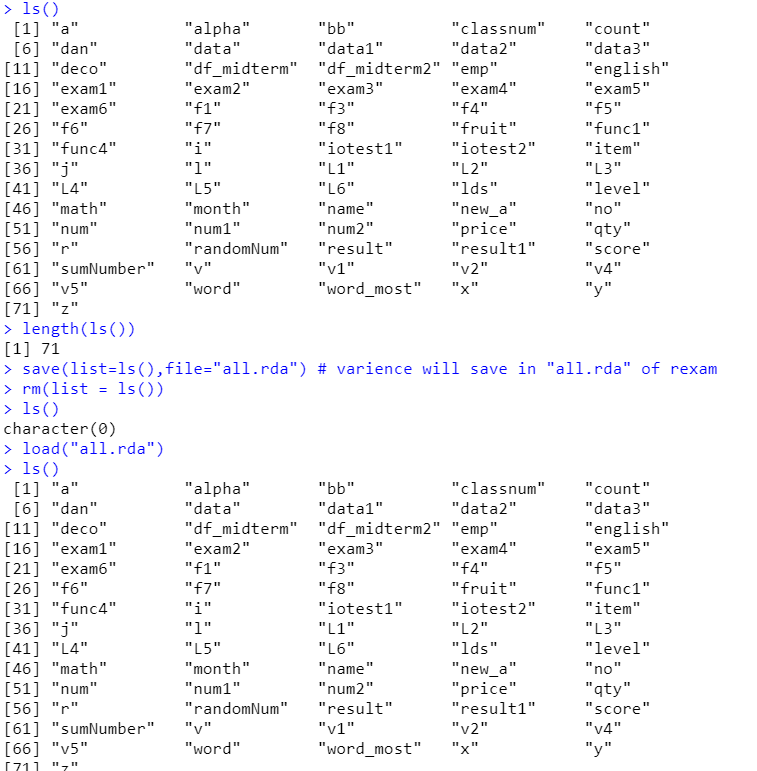 > ls()
 [1] "a"           "alpha"       "bb"          "classnum"    "count"
 [6] "dan"         "data"        "data1"       "data2"       "data3"
[11] "deco"        "df_midterm"  "df_midterm2" "emp"         "english"
[16] "exam1"       "exam2"       "exam3"       "exam4"       "exam5"
[21] "exam6"       "f1"          "f3"          "f4"          "f5"
[26] "f6"          "f7"          "f8"          "fruit"       "func1"
[31] "func4"       "i"           "iotest1"     "iotest2"     "item"
[36] "j"           "l"           "L1"          "L2"          "L3"
[41] "L4"          "L5"          "L6"          "lds"         "level"
[46] "math"        "month"       "name"        "new_a"       "no"
[51] "num"         "num1"        "num2"        "price"       "qty"
[56] "r"           "randomNum"   "result"      "result1"     "score"
[61] "sumNumber"   "v"           "v1"          "v2"          "v4"
[66] "v5"          "word"        "word_most"   "x"           "y"
[71] "z"
> length(ls())
[1] 71
> save(list=ls(),file="all.rda") # varience will save in "all.rda" of rexam
> rm(list = ls())
> ls()
character(0)
> load("all.rda")
> ls()
 [1] "a"           "alpha"       "bb"          "classnum"    "count"
 [6] "dan"         "data"        "data1"       "data2"       "data3"
[11] "deco"        "df_midterm"  "df_midterm2" "emp"         "english"
[16] "exam1"       "exam2"       "exam3"       "exam4"       "exam5"
[21] "exam6"       "f1"          "f3"          "f4"          "f5"
[26] "f6"          "f7"          "f8"          "fruit"       "func1"
[31] "func4"       "i"           "iotest1"     "iotest2"     "item"
[36] "j"           "l"           "L1"          "L2"          "L3"
[41] "L4"          "L5"          "L6"          "lds"         "level"
[46] "math"        "month"       "name"        "new_a"       "no"
[51] "num"         "num1"        "num2"        "price"       "qty"
[56] "r"           "randomNum"   "result"      "result1"     "score"
[61] "sumNumber"   "v"           "v1"          "v2"          "v4"
[66] "v5"          "word"        "word_most"   "x"           "y"
[71] "z"